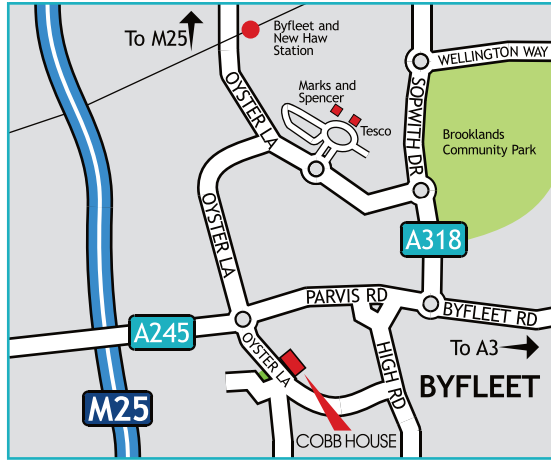 To M25
Byfleet and
New Haw
Station
WELLINGTON WAY
OYSTER LA
Marks and
Spencer
Tesco
SOPWITH DR
Brooklands
Community Park
OYSTER LA
A318
PARVIS RD
BYFLEET RD
A245
OYSTER LA
HIGH RD
To A3
BYFLEET
M25
COBB HOUSE